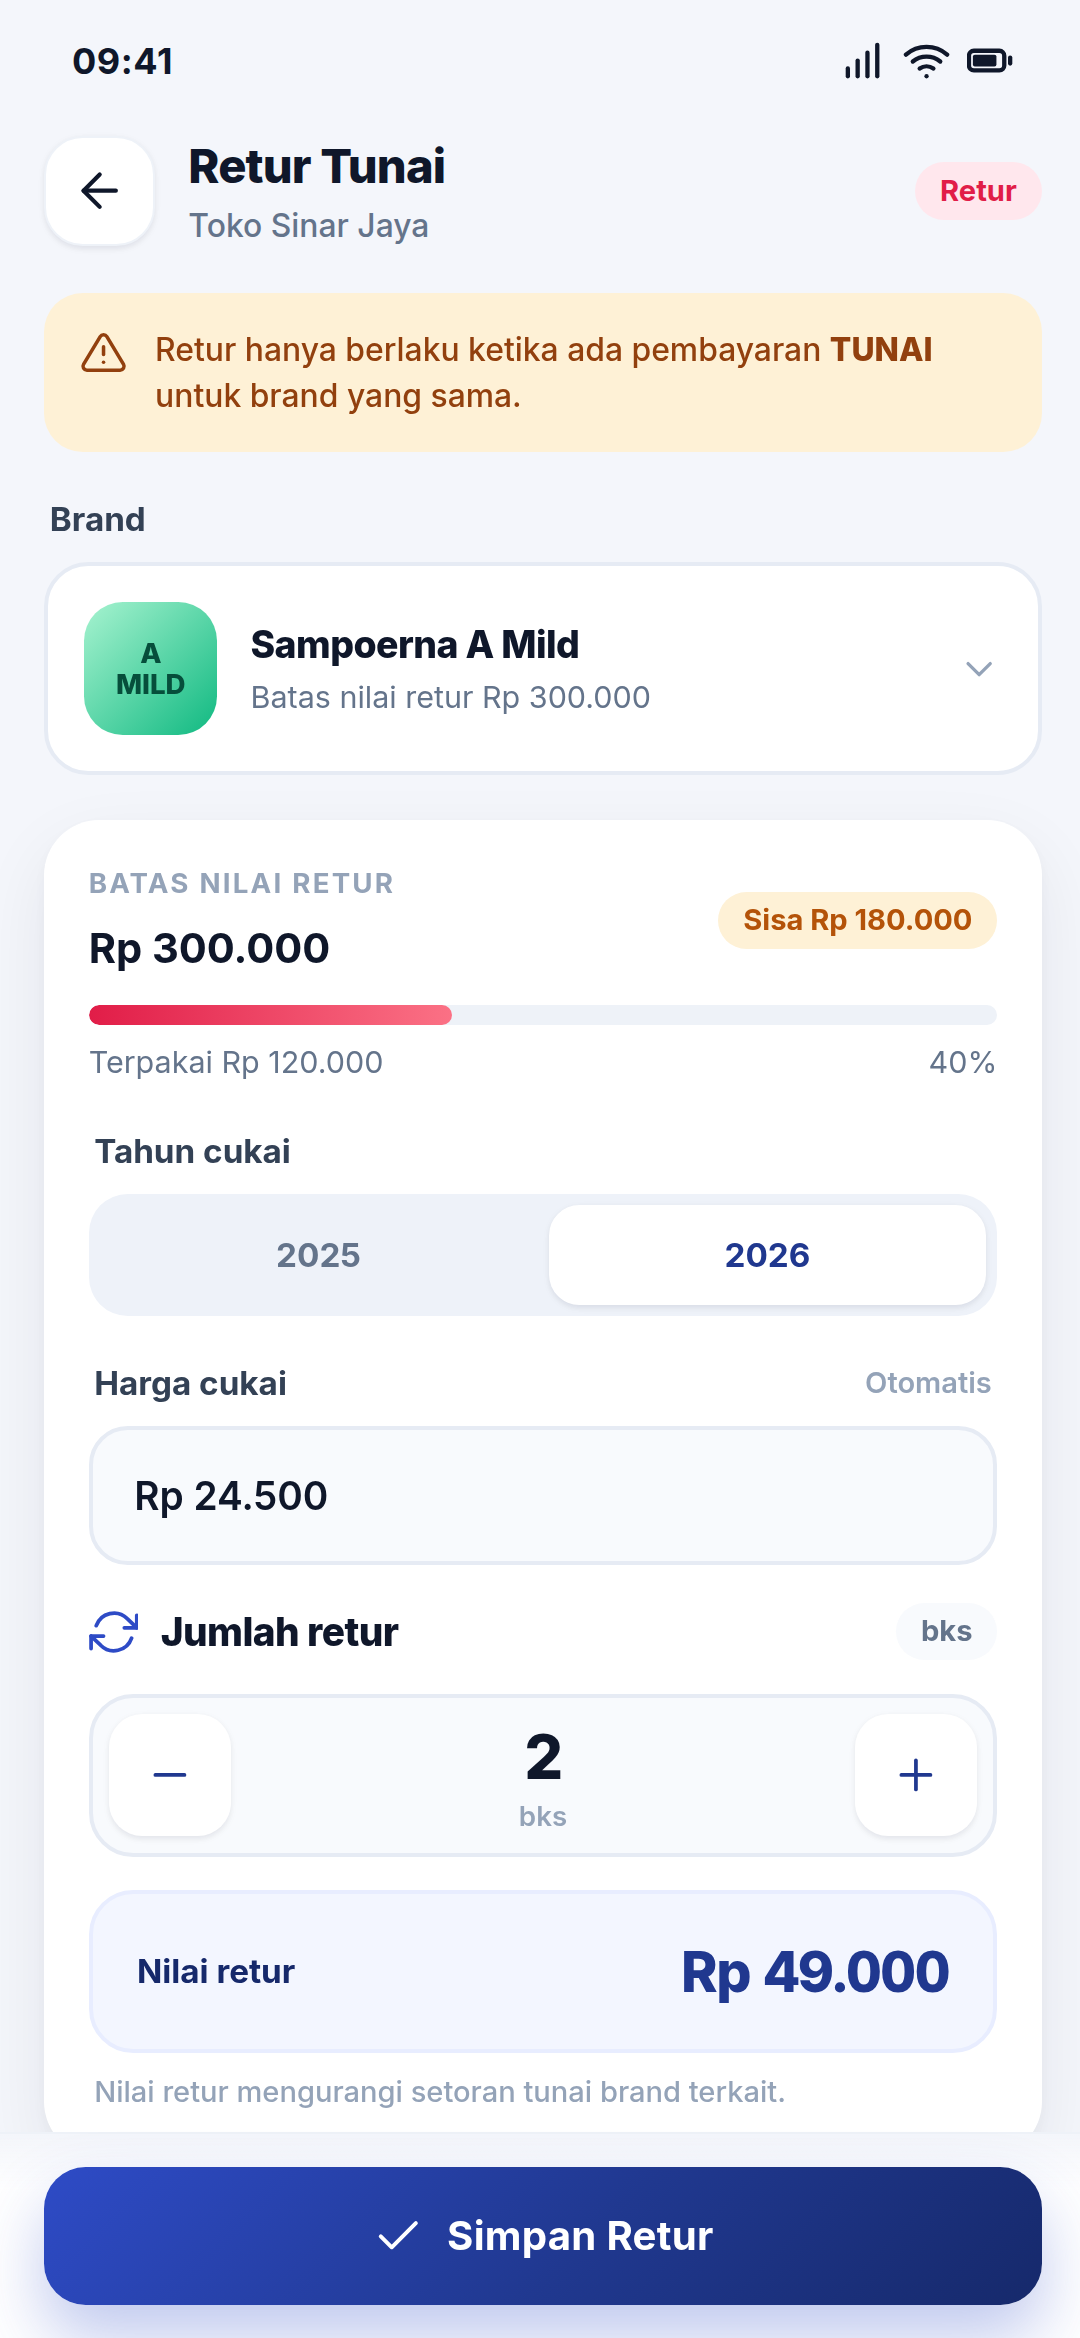 09:41
Retur Tunai
Toko Sinar Jaya
Retur
Retur hanya berlaku ketika ada pembayaran TUNAI
untuk brand yang sama.
Brand
A
MILD
Sampoerna A Mild
Batas nilai retur Rp 300.000
BATAS NILAI RETUR
Rp 300.000
Sisa Rp 180.000
Terpakai Rp 120.000
40%
Tahun cukai
2025
2026
Harga cukai
Otomatis
Rp 24.500
Jumlah retur
bks
2
bks
Nilai retur
Rp 49.000
Nilai retur mengurangi setoran tunai brand terkait.
Simpan Retur